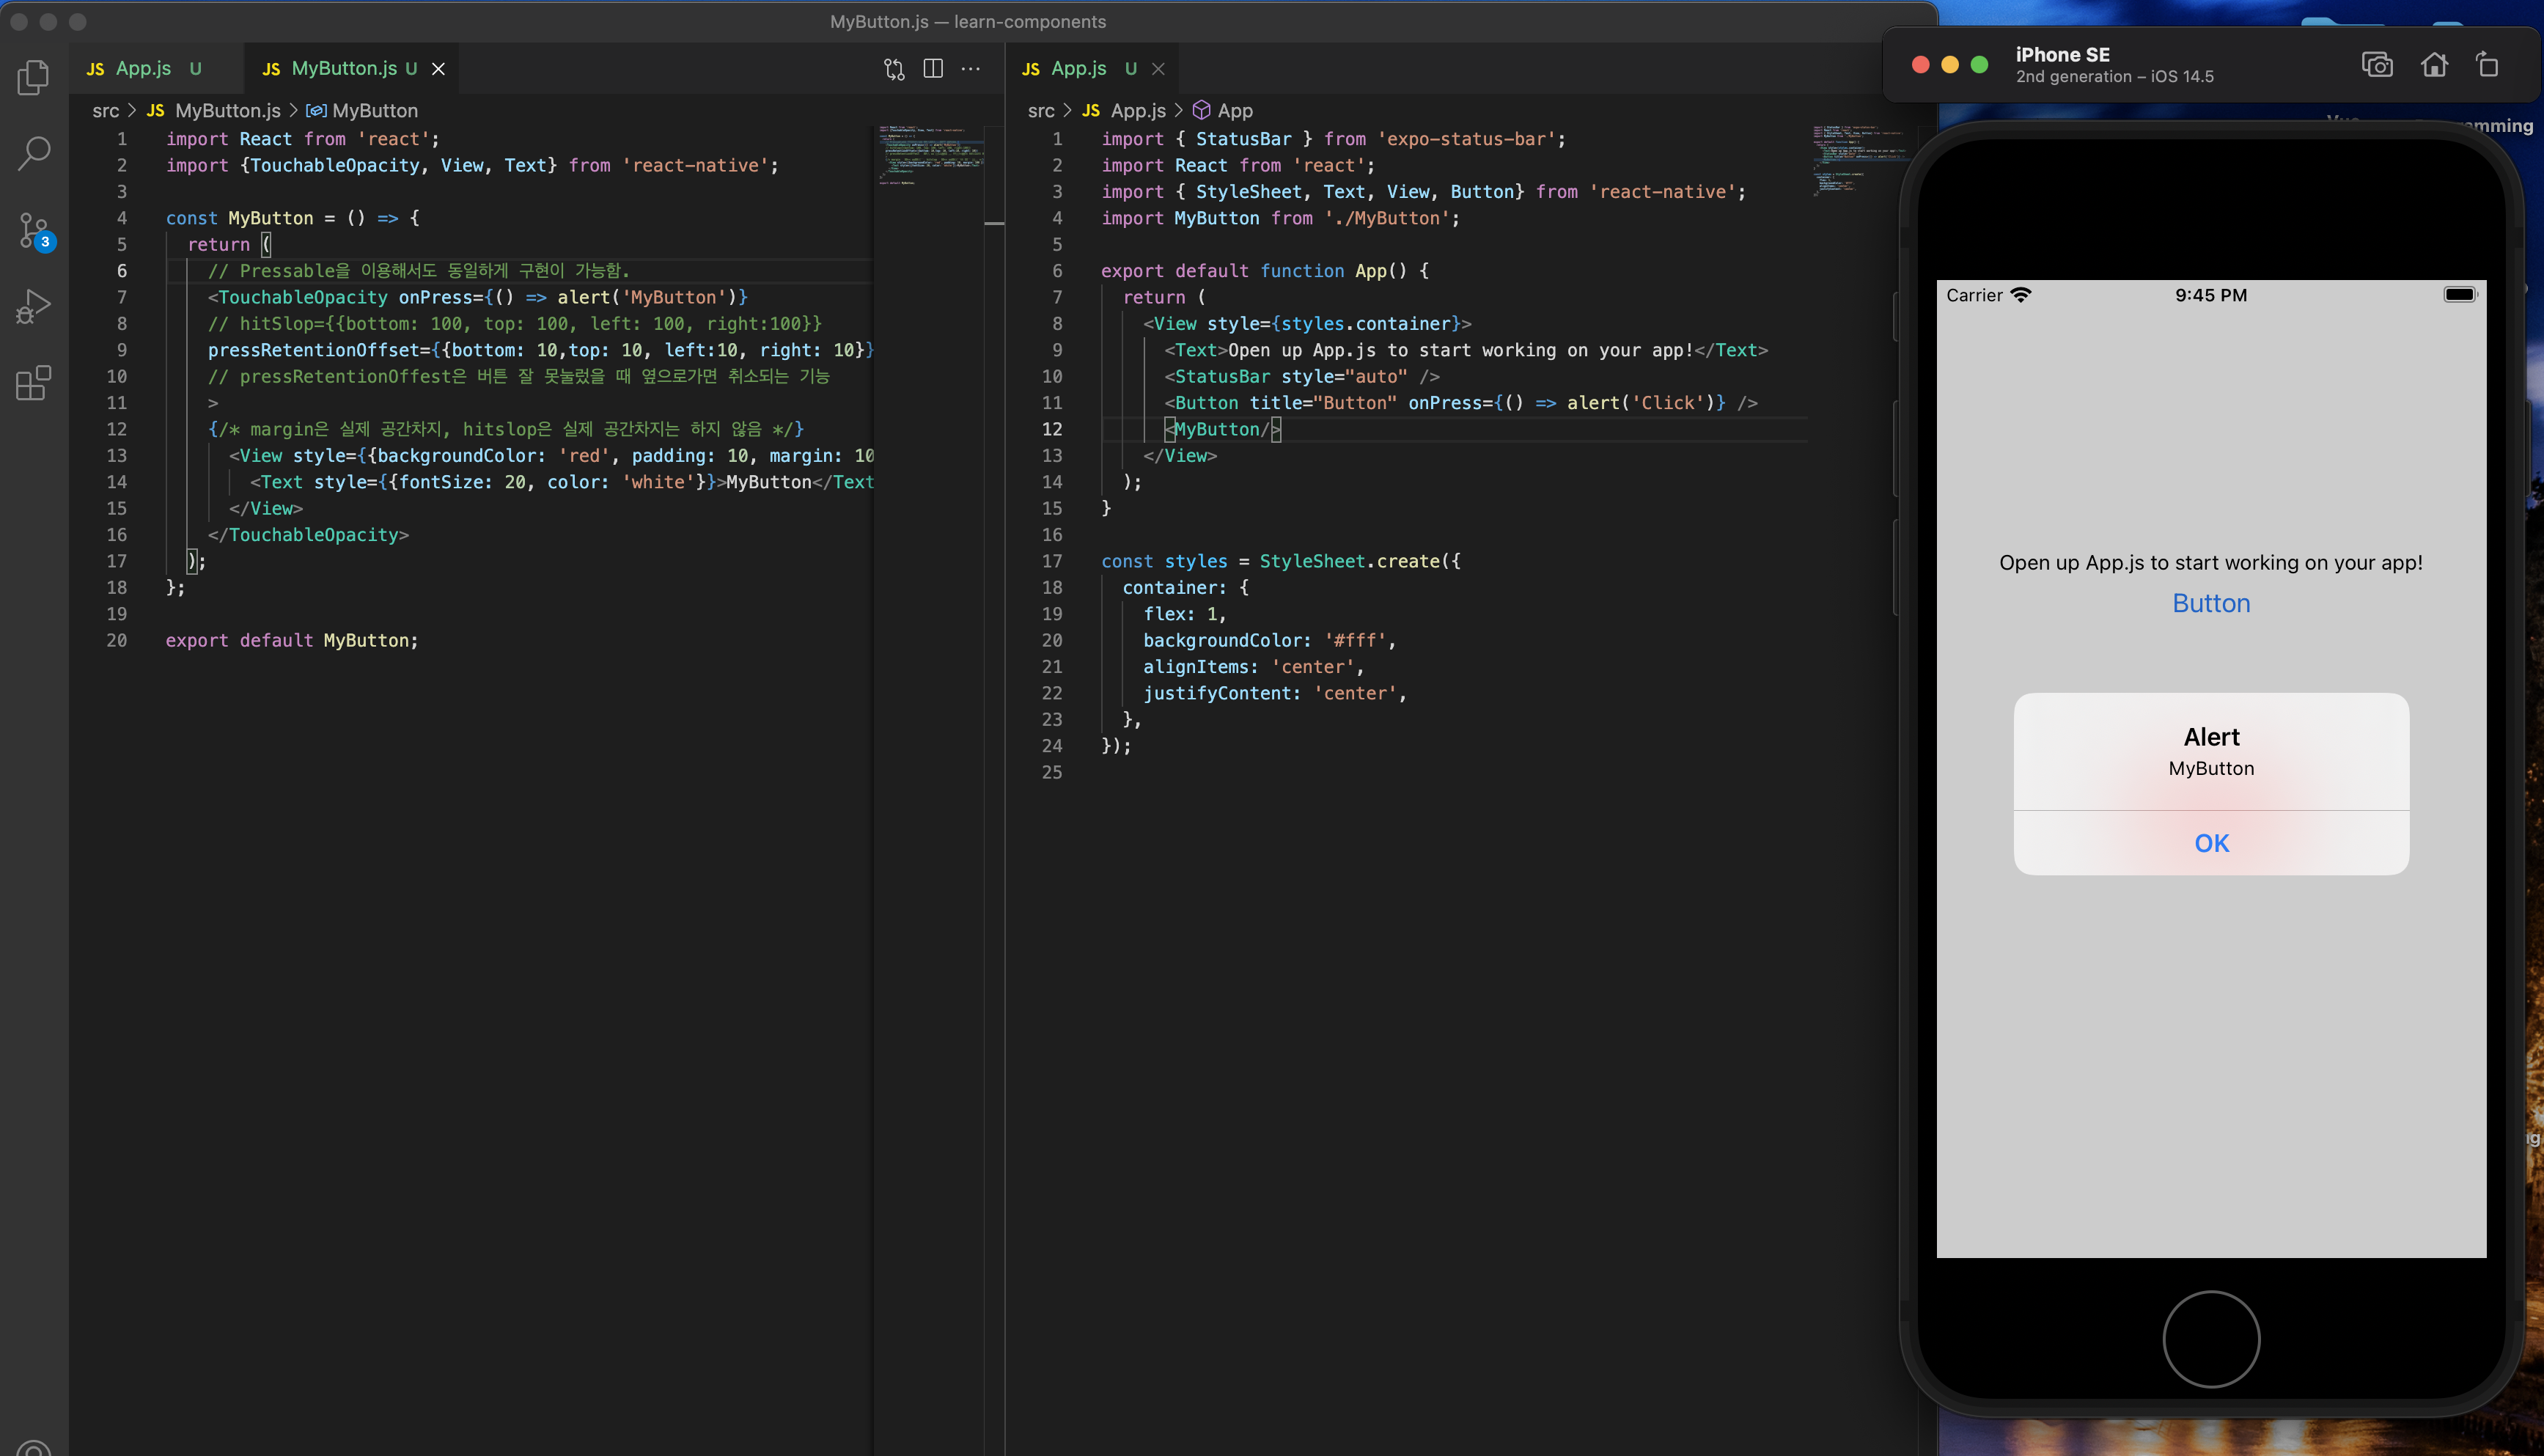 MyButton.js — learn-components
JS App.js U
JS MyButton.js U
src > JS MyButton.js > MyButton
3
1 import React from 'react';
2 import {TouchableOpacity, View, Text} from 'react-native';
3
4 const MyButton = () => {
5 return (
6 // Pressable을 이용해서도 동일하게 구현이 가능함.
7 <TouchableOpacity onPress={() => alert('MyButton')}
8 // hitSlop={{bottom: 100, top: 100, left: 100, right:100}}
9 pressRetentionOffset={{bottom: 10,top: 10, left:10, right: 10}}
10 // pressRetentionOffest은 버튼 잘 못눌렀을 때 옆으로가면 취소되는 기능
11 >
12 {/* margin은 실제 공간차지, hitslop은 실제 공간차지는 하지 않음 */}
13 <View style={{backgroundColor: 'red', padding: 10, margin: 10
14 <Text style={{fontSize: 20, color: 'white'}}>MyButton</Text
15 </View>
16 </TouchableOpacity>
17 );
18 };
19
20 export default MyButton;
JS App.js U
src > JS App.js > App
1 import { StatusBar } from 'expo-status-bar';
2 import React from 'react';
3 import { StyleSheet, Text, View, Button} from 'react-native';
4 import MyButton from './MyButton';
5
6 export default function App() {
7 return (
8 <View style={styles.container}>
9 <Text>Open up App.js to start working on your app!</Text>
10 <StatusBar style="auto" />
11 <Button title="Button" onPress={() => alert('Click')} />
12 <MyButton/>
13 </View>
14 );
15 }
16
17 const styles = StyleSheet.create({
18 container: {
19 flex: 1,
20 backgroundColor: '#fff',
21 alignItems: 'center',
22 justifyContent: 'center',
23 },
24 });
25
iPhone SE
2nd generation – iOS 14.5
Carrier 9:45 PM
Open up App.js to start working on your app!
Button
Alert
MyButton
OK